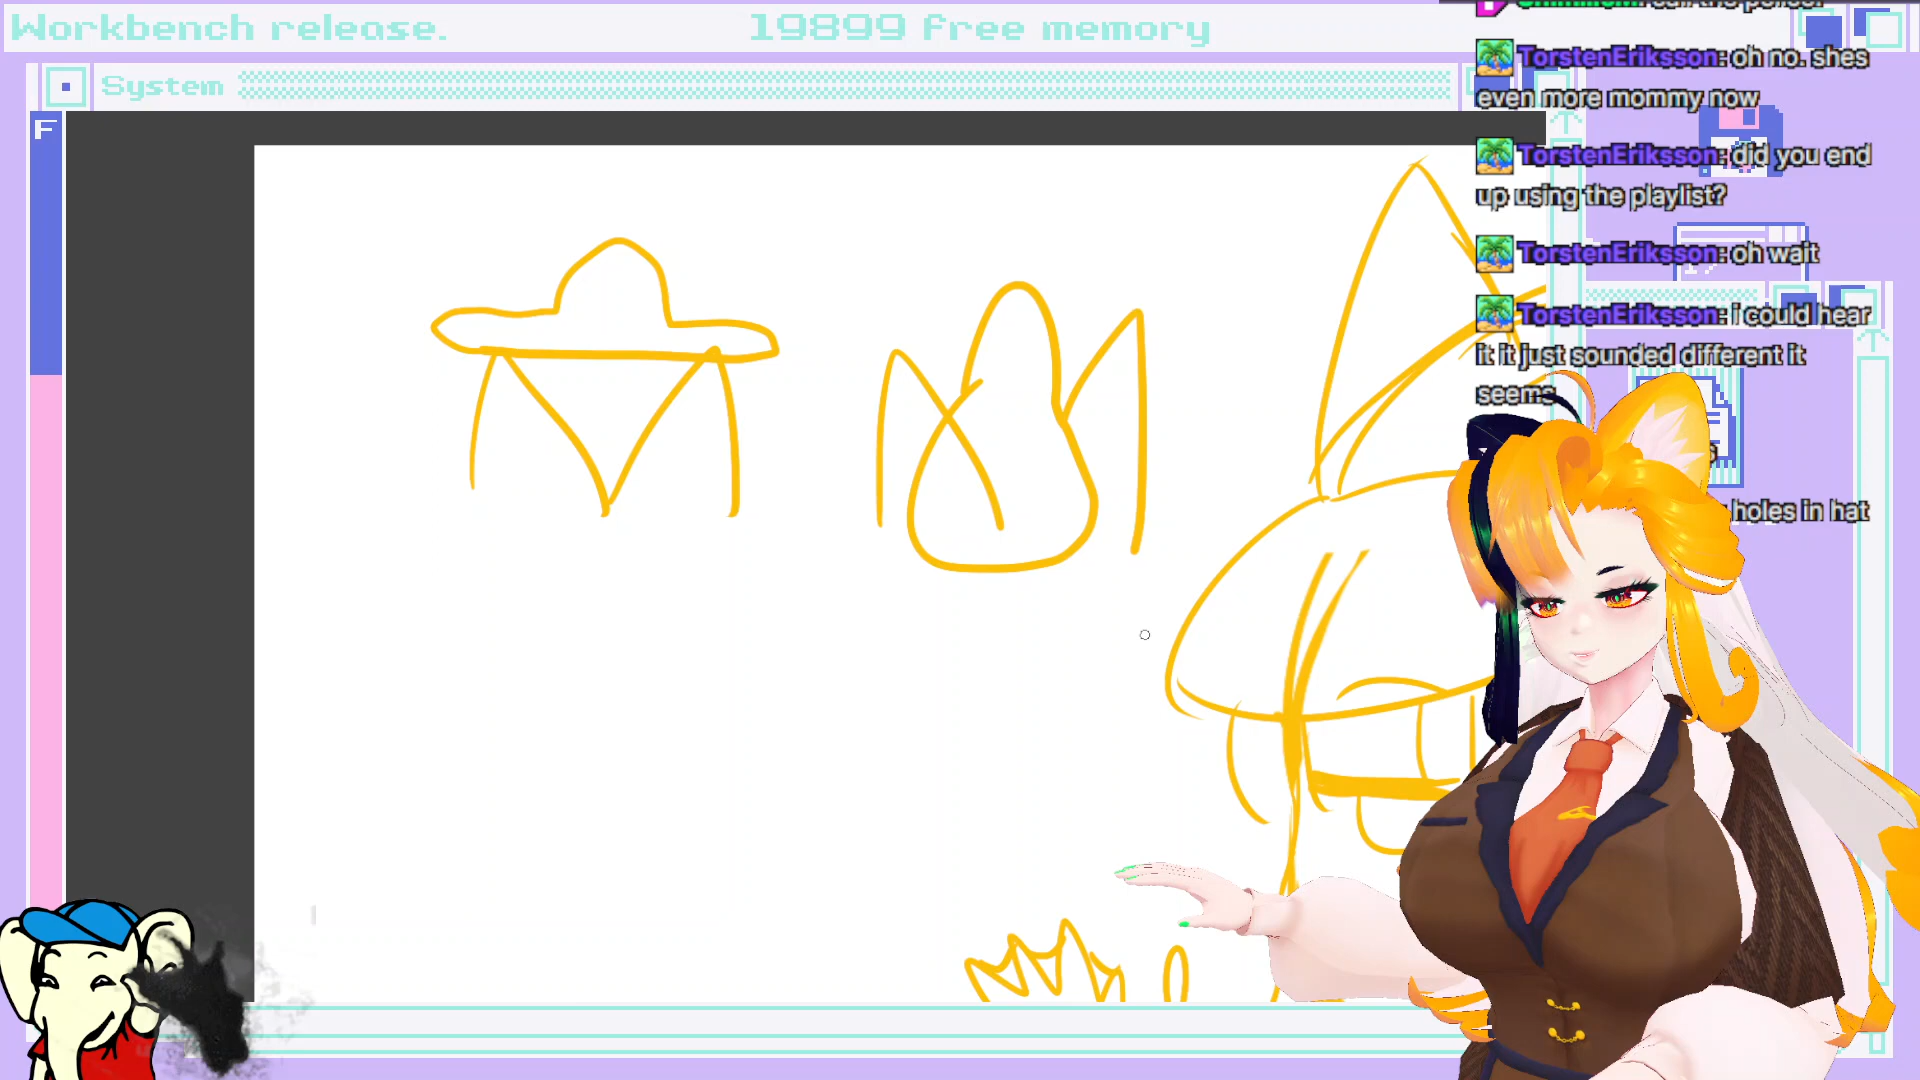 Workbench release.
19899 free memory
System
F
TorstenEriksson: oh no. shes
even more mommy now
TorstenEriksson: did you end
up using the playlist?
TorstenEriksson: oh wait
TorstenEriksson: i could hear
it it just sounded different it
seems
holes in hat